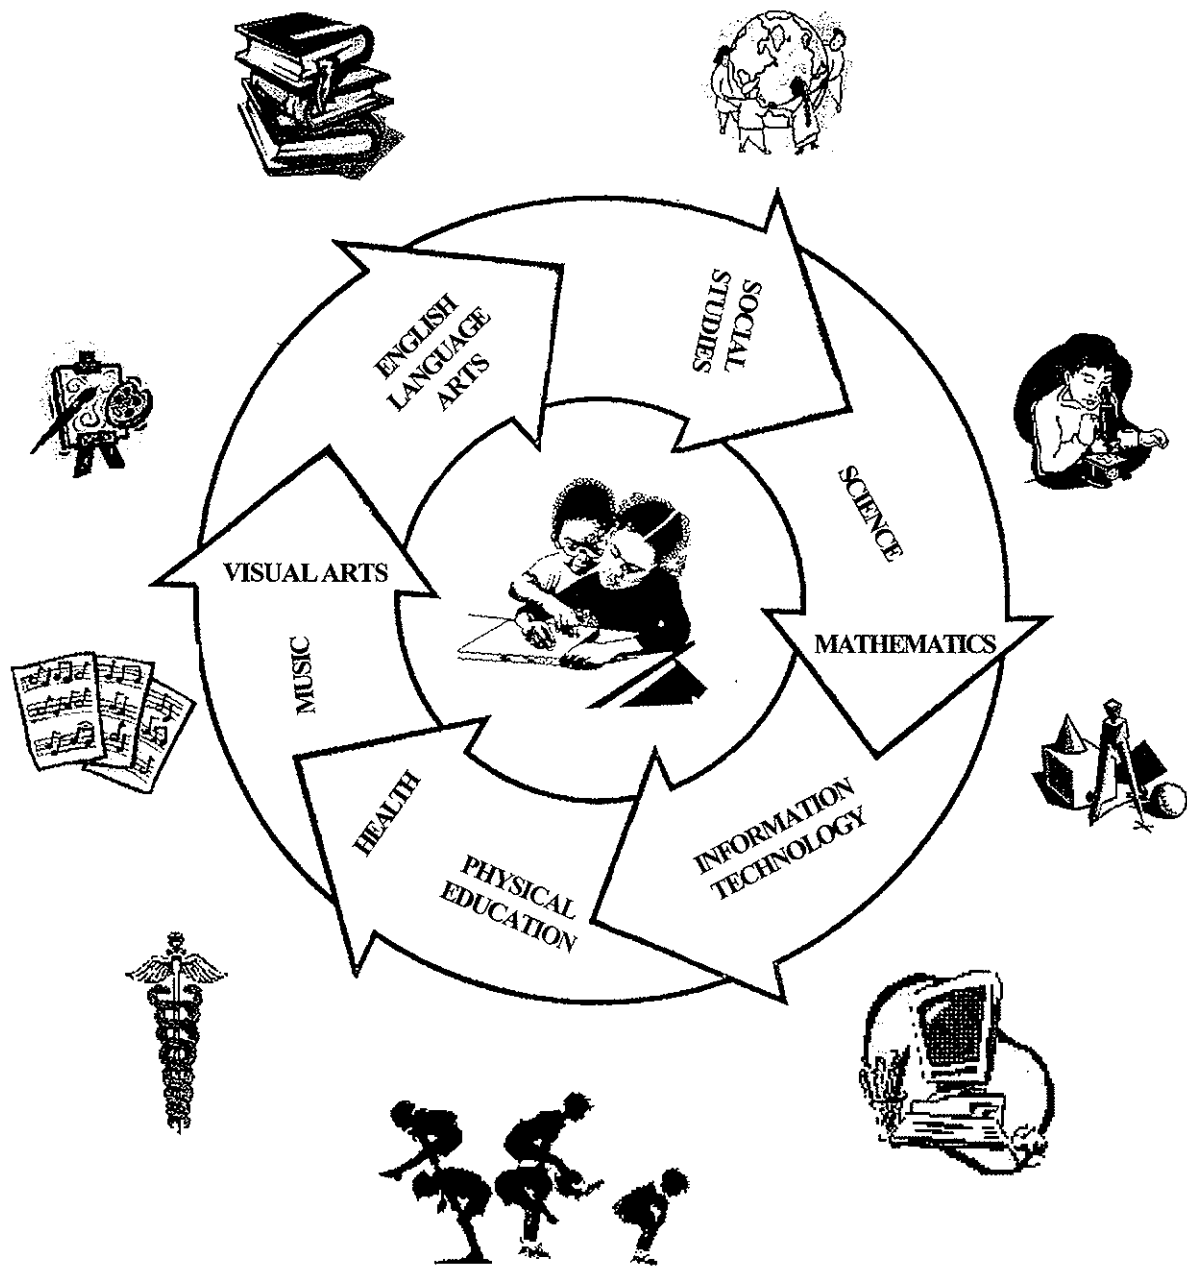 ENGLISH
LANGUAGE
ARTS
SOCIAL
STUDIES
SCIENCE
MATHEMATICS
INFORMATION
TECHNOLOGY
PHYSICAL
EDUCATION
HEALTH
MUSIC
VISUAL ARTS